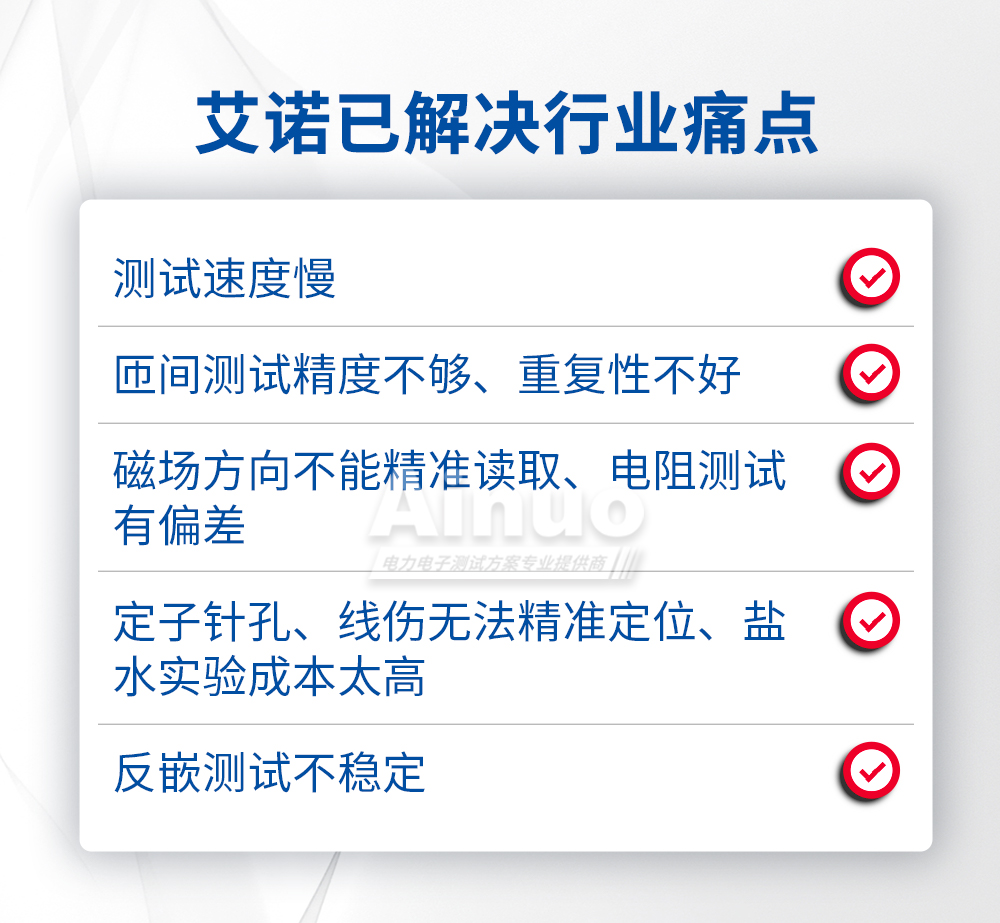 艾诺已解决行业痛点
测试速度慢
匝间测试精度不够、重复性不好
磁场方向不能精准读取、电阻测试
有偏差
Ainuo
电力电子测试方案专业提供商
定子针孔、线伤无法精准定位、盐
水实验成本太高
反嵌测试不稳定